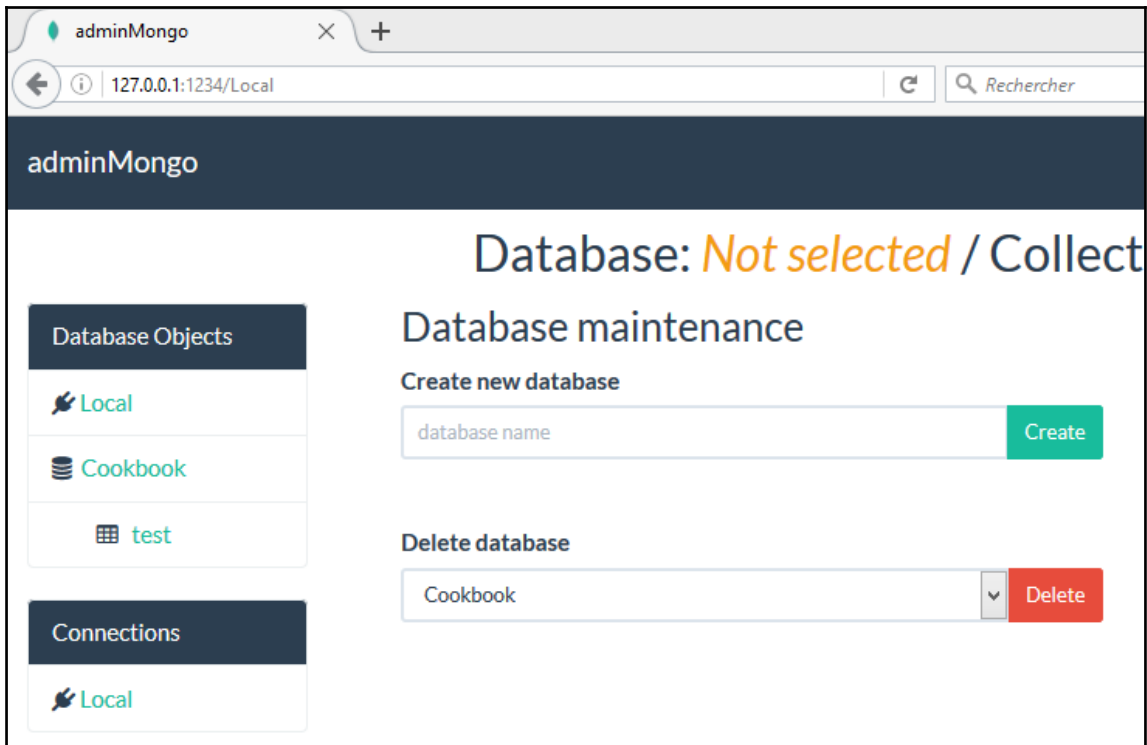 adminMongo
127.0.0.1:1234/Local
Rechercher
adminMongo
Database: Not selected / Collect
Database Objects
Local
Cookbook
test
Connections
Local
Database maintenance
Create new database
database name
Create
Delete database
Cookbook
Delete